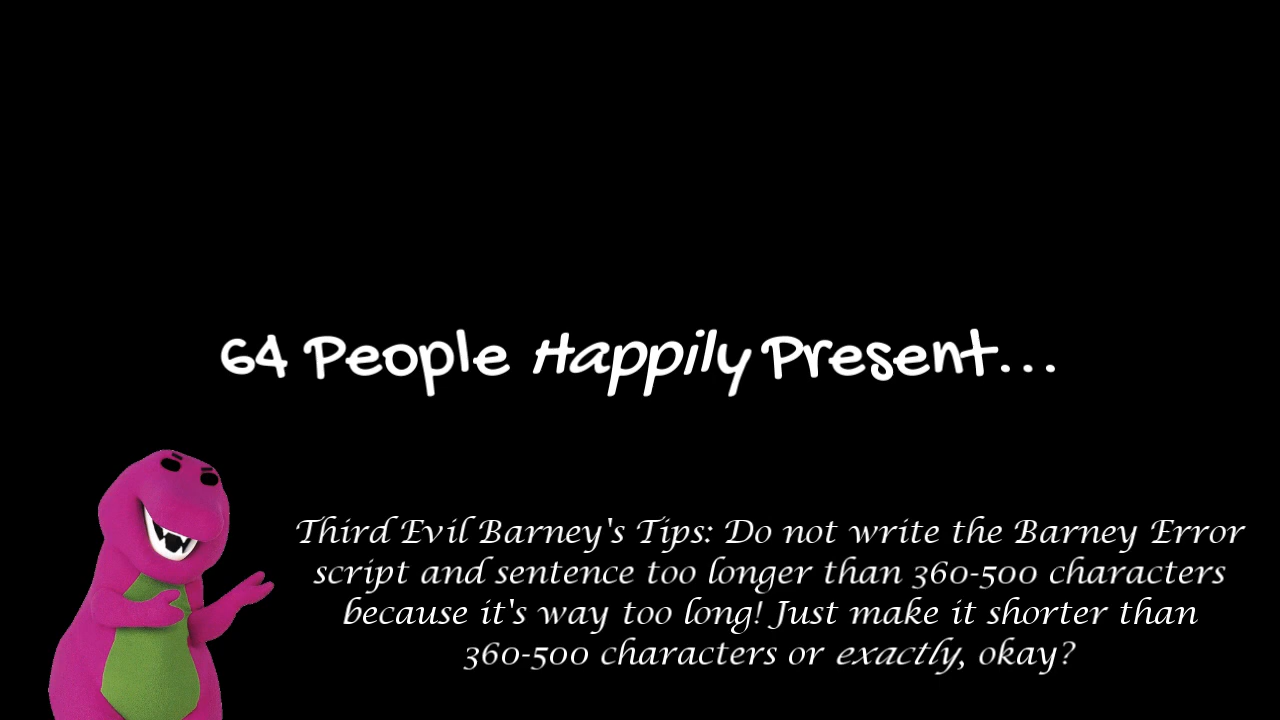 64 People Happily Present...
Third Evil Barney's Tips: Do not write the Barney Error
script and sentence too longer than 360-500 characters
because it's way too long! Just make it shorter than
360-500 characters or exactly, okay?